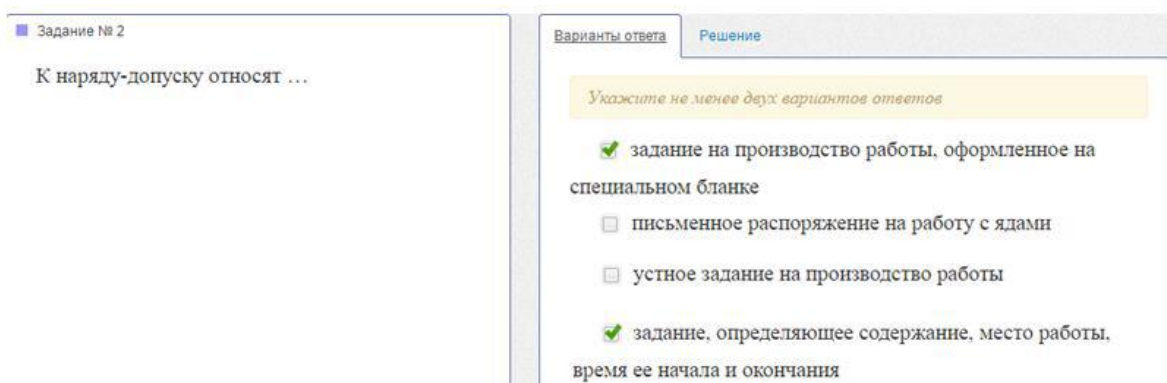 Задание № 2
К наряду-допуску относят …
Варианты ответа
Решение
Укажите не менее двух вариантов ответов
задание на производство работы, оформленное на
специальном бланке
письменное распоряжение на работу с ядами
устное задание на производство работы
задание, определяющее содержание, место работы,
время ее начала и окончания